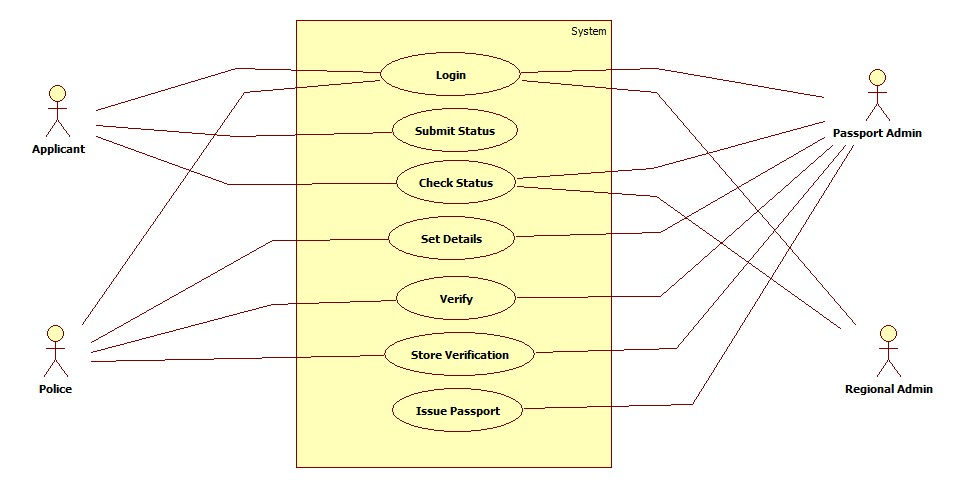 System
Login
Submit Status
Check Status
Set Details
Verify
Store Verification
Issue Passport
Applicant
Police
Passport Admin
Regional Admin